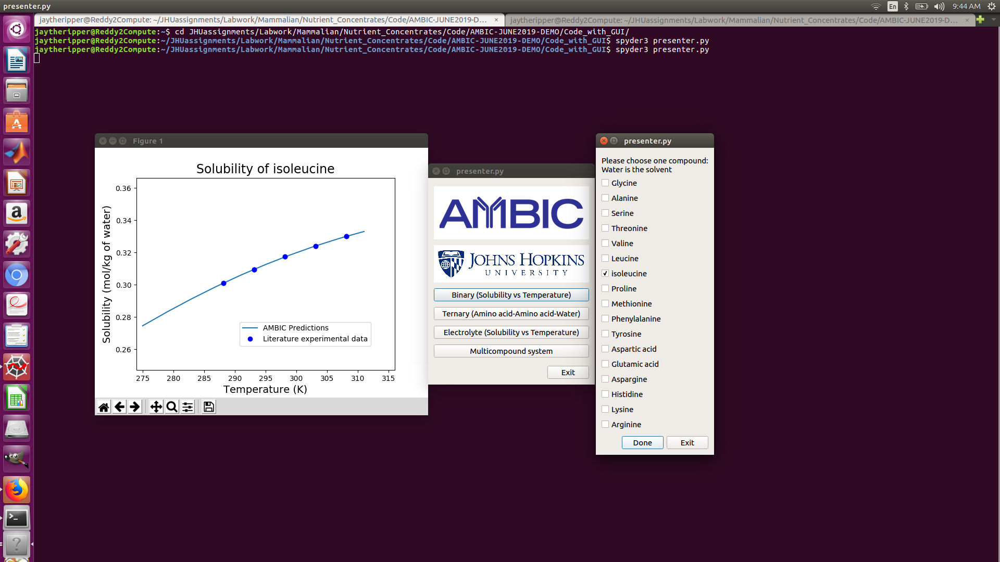 presenter.py
En
9:44 AM
jaytheripper@Reddy2Compute: ~/JHUassignments/Labwork/Mammalian/Nutrient_Concentrates/Code/AMBIC-JUNE2019-D...
jaytheripper@Reddy2Compute: ~/JHUassignments/Labwork/Mammalian/Nutrient_Concentrates/Code/AMBIC-JUNE2019-D...
jaytheripper@Reddy2Compute:~$ cd JHUassignments/Labwork/Mammalian/Nutrient_Concentrates/Code/AMBIC-JUNE2019-DEMO/Code_with_GUI/
jaytheripper@Reddy2Compute:~/JHUassignments/Labwork/Mammalian/Nutrient_Concentrates/Code/AMBIC-JUNE2019-DEMO/Code_with_GUI$ spyder3 presenter.py
jaytheripper@Reddy2Compute:~/JHUassignments/Labwork/Mammalian/Nutrient_Concentrates/Code/AMBIC-JUNE2019-DEMO/Code_with_GUI$ spyder3 presenter.py
Figure 1
Solubility of isoleucine
Solubility (mol/kg of water)
0.36
0.34
0.32
0.30
0.28
0.26
AMBIC Predictions
Literature experimental data
275 280 285 290 295 300 305 310 315
Temperature (K)
presenter.py
AMBIC
JOHNS HOPKINS
UNIVERSITY
Binary (Solubility vs Temperature)
Ternary (Amino acid-Amino acid-Water)
Electrolyte (Solubility vs Temperature)
Multicompound system
Exit
presenter.py
Please choose one compound:
Water is the solvent
Glycine
Alanine
Serine
Threonine
Valine
Leucine
isoleucine
Proline
Methionine
Phenylalanine
Tyrosine
Aspartic acid
Glutamic acid
Aspargine
Histidine
Lysine
Arginine
Done
Exit